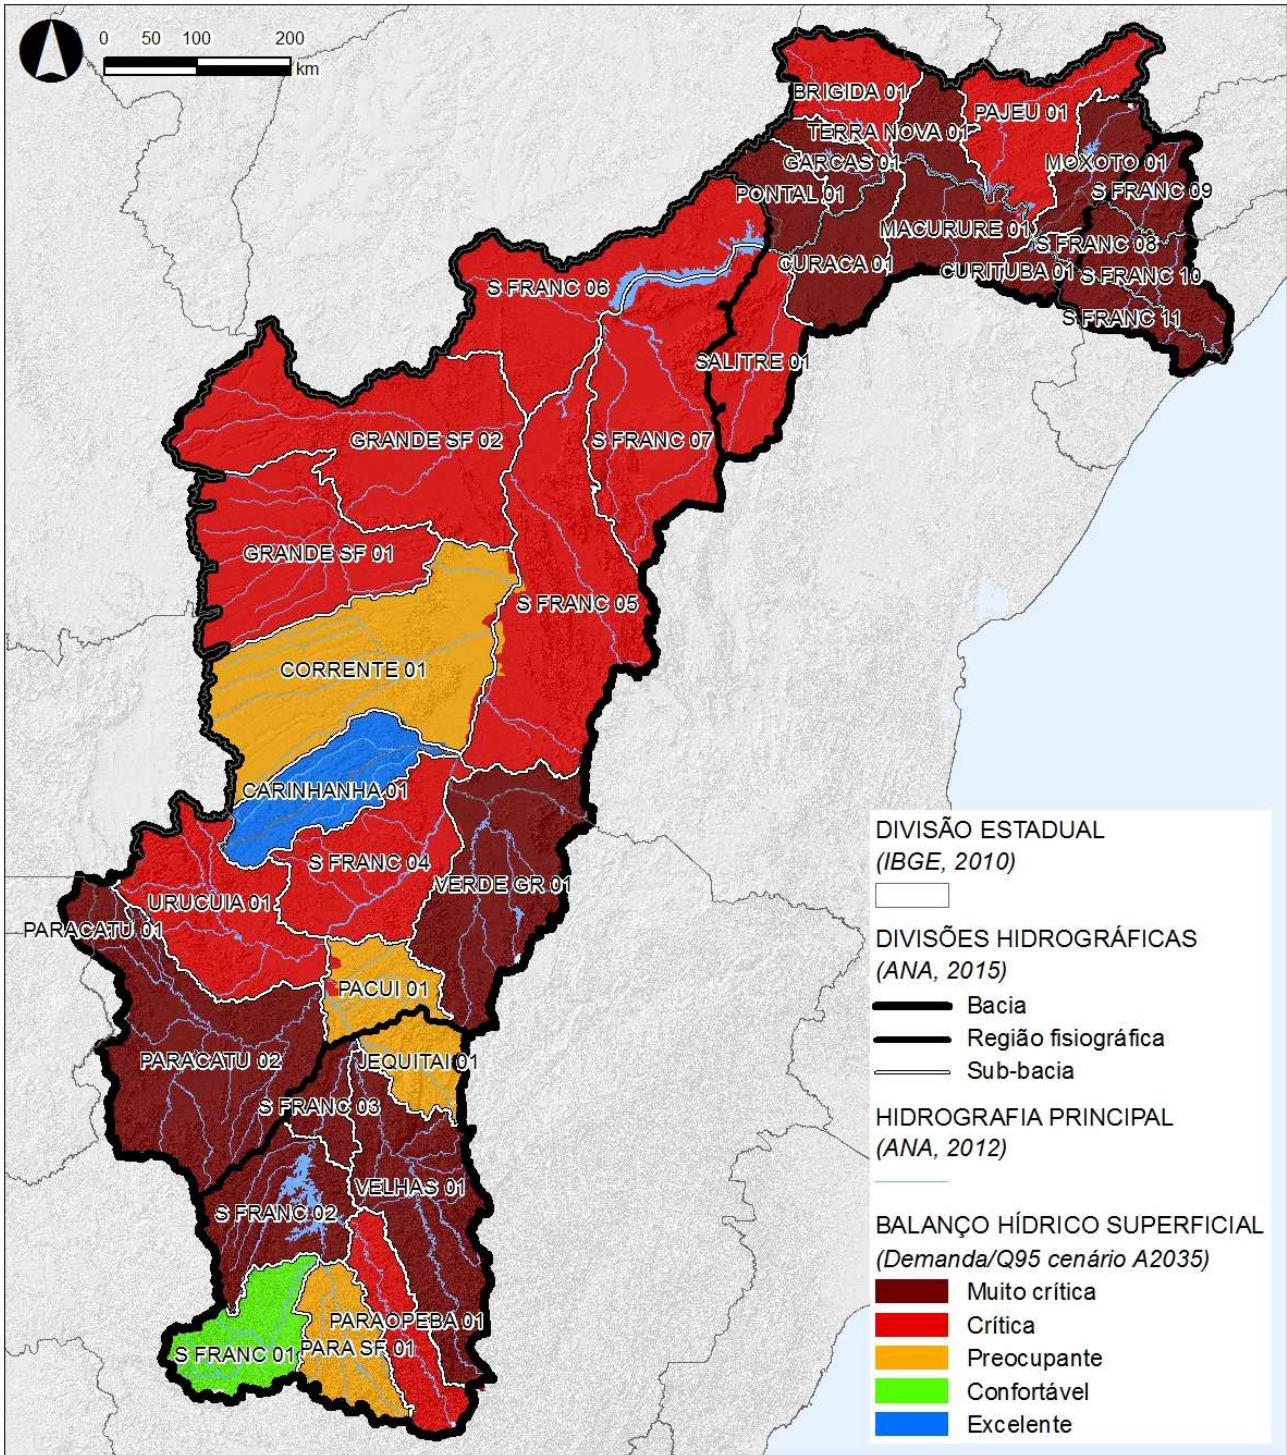 0 50 100 200
km
BRIGIDA 01
PAJEU 01
TERRA NOVA 01
GARCAS 01
MOXOTO 01
PONTAL 01
S FRANC 09
MACURURE 01
S FRANC 08
CURACA 01
CURITUBA 01
S FRANC 10
S FRANC 06
S FRANC 11
SALITRE 01
GRANDE SF 02
S FRANC 07
GRANDE SF 01
S FRANC 05
CORRENTE 01
CARINHANHA 01
S FRANC 04
VERDE GR 01
URUCUIA 01
PARACATU 01
PACUI 01
PARACATU 02
JEQUITAI 01
S FRANC 03
VELHAS 01
S FRANC 02
PARAOPEBA 01
PARA SF 01
S FRANC 01
DIVISÃO ESTADUAL
(IBGE, 2010)
DIVISÕES HIDROGRÁFICAS
(ANA, 2015)
Bacia
Região fisiográfica
Sub-bacia
HIDROGRAFIA PRINCIPAL
(ANA, 2012)
BALANÇO HÍDRICO SUPERFICIAL
(Demanda/Q95 cenário A2035)
Muito crítica
Crítica
Preocupante
Confortável
Excelente